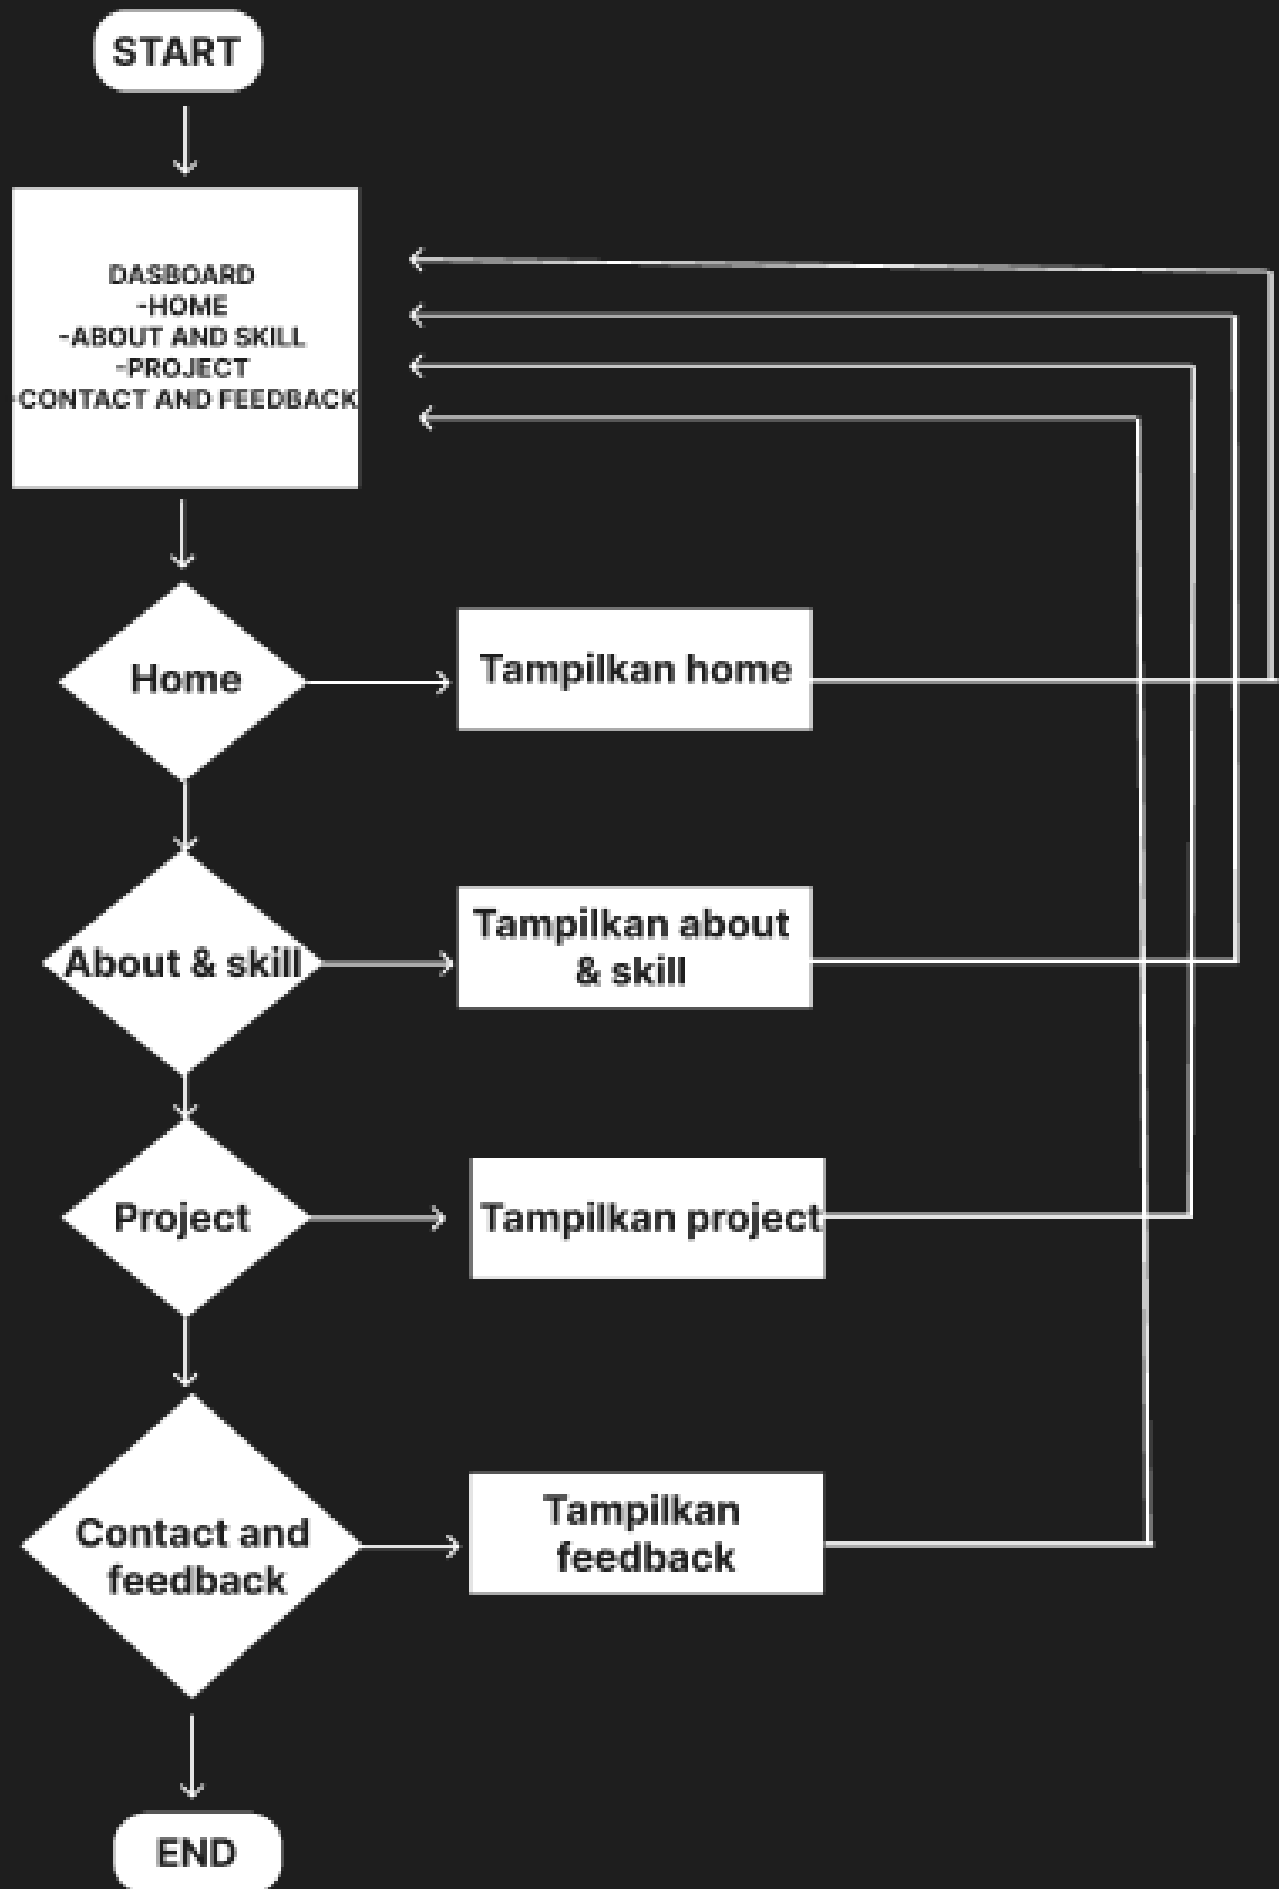 START
DASBOARD
-HOME
-ABOUT AND SKILL
-PROJECT
-CONTACT AND FEEDBACK
Home
Tampilkan home
About & skill
Tampilkan about
& skill
Project
Tampilkan project
Contact and
feedback
Tampilkan
feedback
END